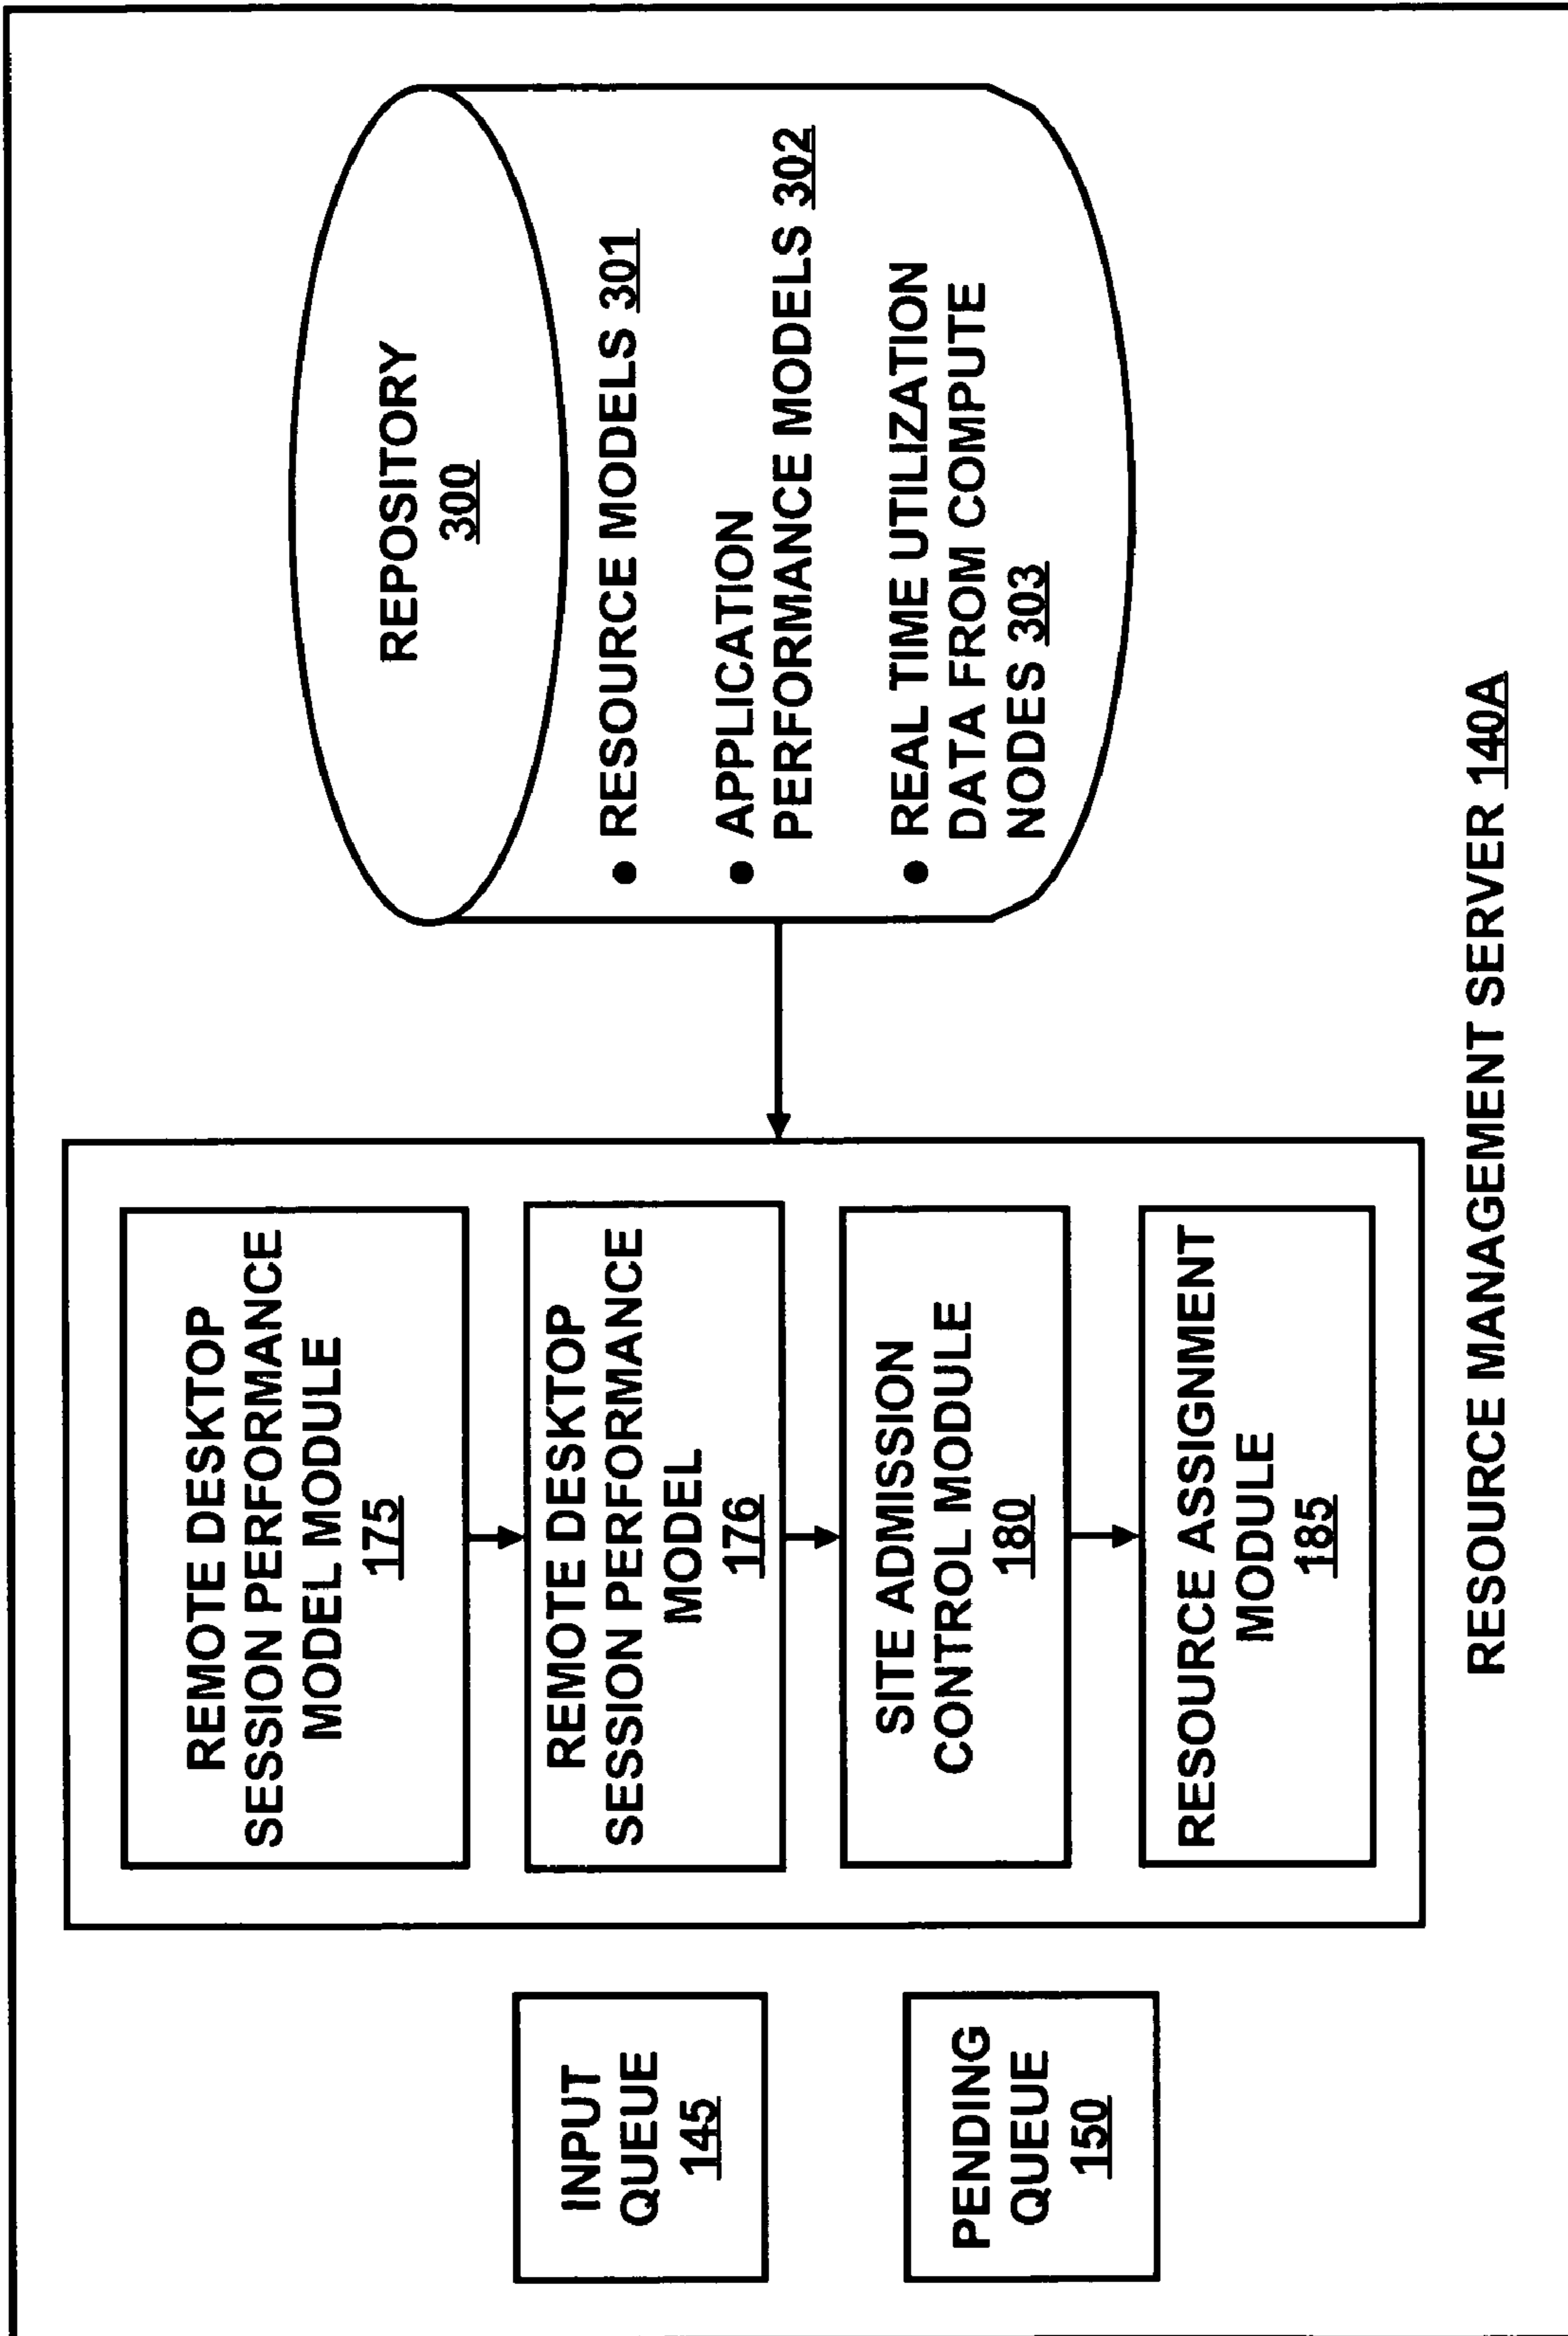 INPUT
QUEUE
145
PENDING
QUEUE
150
REMOTE DESKTOP
SESSION PERFORMANCE
MODEL MODULE
175
REMOTE DESKTOP
SESSION PERFORMANCE
MODEL
176
SITE ADMISSION
CONTROL MODULE
180
RESOURCE ASSIGNMENT
MODULE
185
REPOSITORY
300
• RESOURCE MODELS 301
• APPLICATION
PERFORMANCE MODELS 302
• REAL TIME UTILIZATION
DATA FROM COMPUTE
NODES 303
RESOURCE MANAGEMENT SERVER 140A